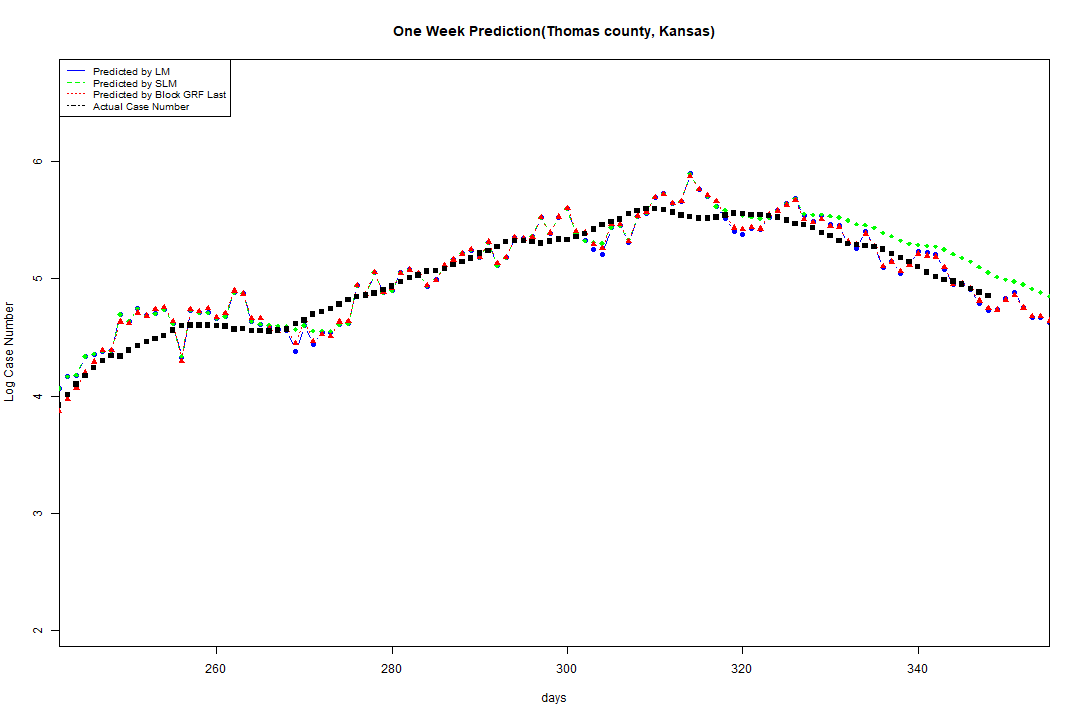 One Week Prediction(Thomas county, Kansas)
Predicted by LM
Predicted by SLM
Predicted by Block GRF Last
Actual Case Number
6
5
4
3
2
Log Case Number
260 280 300 320 340
days